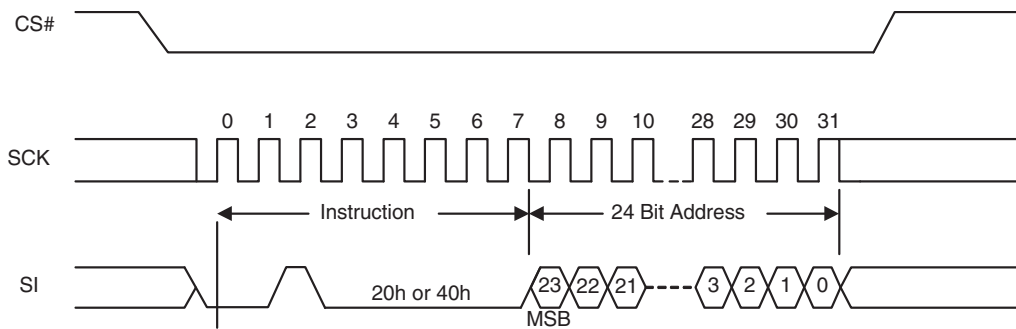 CS#
0 1 2 3 4 5 6 7 8 9 10 28 29 30 31
SCK
Instruction 24 Bit Address
SI 20h or 40h 23 22 21 3 2 1 0
MSB